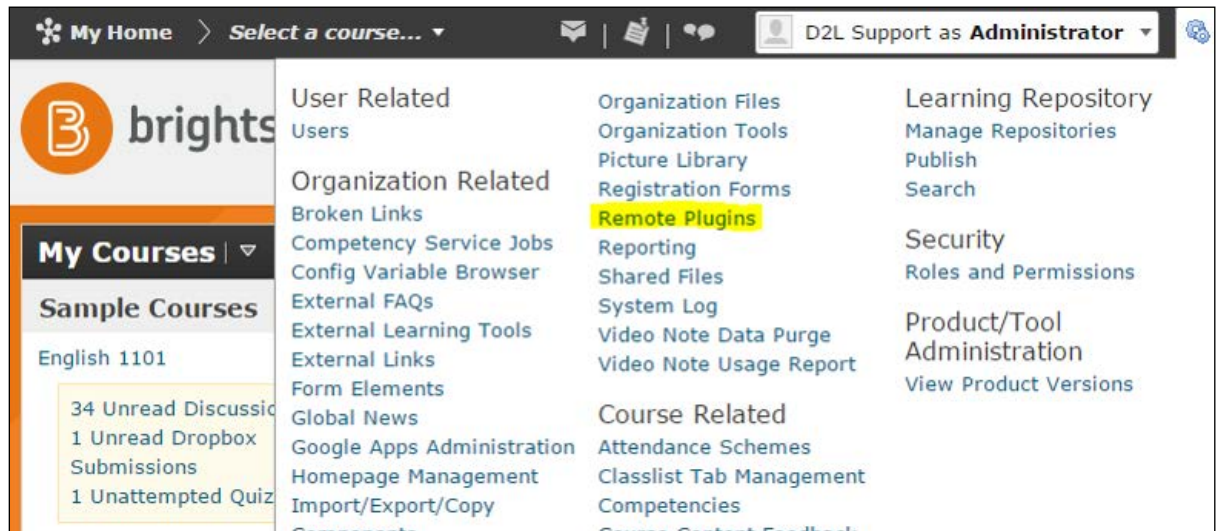 My Home
Select a course...
D2L Support as Administrator
brights
My Courses
Sample Courses
English 1101
34 Unread Discussio
1 Unread Dropbox
Submissions
1 Unattempted Quiz
User Related
Users
Organization Related
Broken Links
Competency Service Jobs
Config Variable Browser
External FAQs
External Learning Tools
External Links
Form Elements
Global News
Google Apps Administration
Homepage Management
Import/Export/Copy
Components
Organization Files
Organization Tools
Picture Library
Registration Forms
Remote Plugins
Reporting
Shared Files
System Log
Video Note Data Purge
Video Note Usage Report
Course Related
Attendance Schemes
Classlist Tab Management
Competencies
Course Content Feedback
Learning Repository
Manage Repositories
Publish
Search
Security
Roles and Permissions
Product/Tool
Administration
View Product Versions